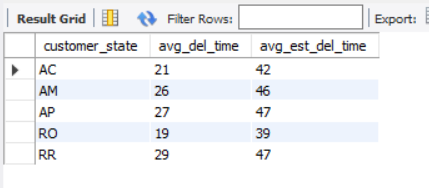 Result Grid Filter Rows: Export:
customer_state avg_del_time avg_est_del_time
AC 21 42
AM 26 46
AP 27 47
RO 19 39
RR 29 47